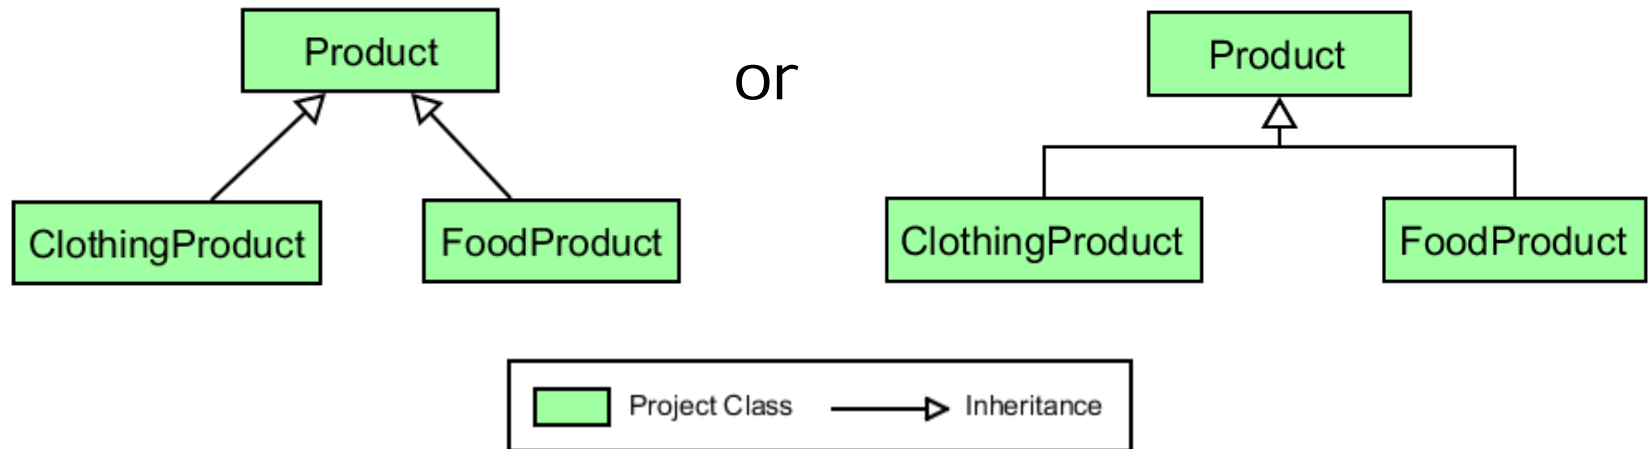 Product
or
Product
ClothingProduct
FoodProduct
ClothingProduct
FoodProduct
Project Class
Inheritance